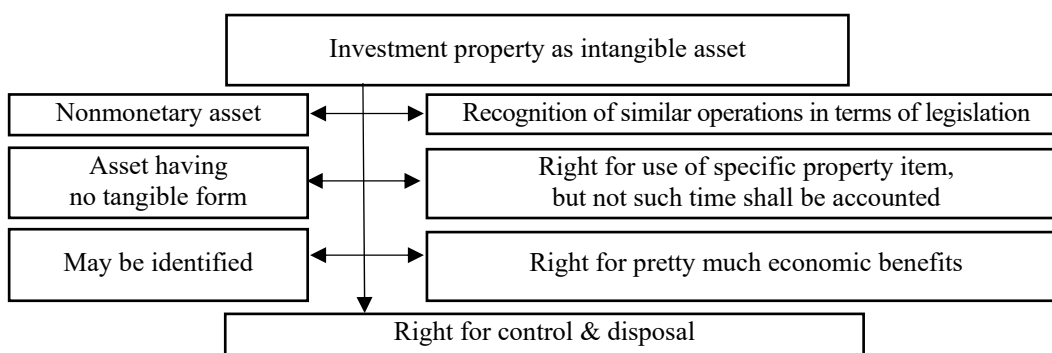 Investment property as intangible asset
Nonmonetary asset
Recognition of similar operations in terms of legislation
Asset having
no tangible form
Right for use of specific property item,
but not such time shall be accounted
May be identified
Right for pretty much economic benefits
Right for control & disposal